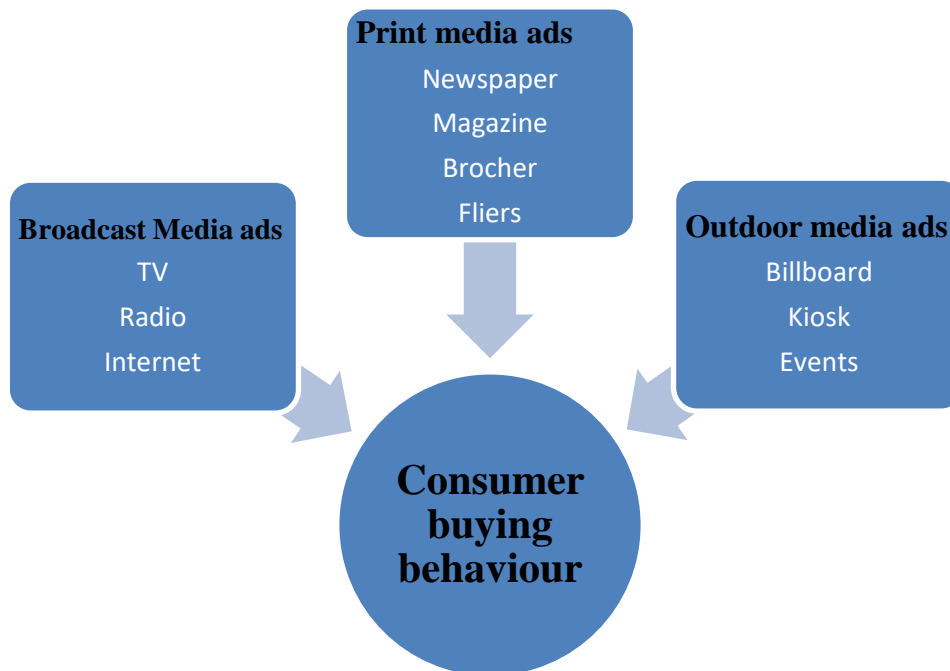 Print media ads
Newspaper
Magazine
Brocher
Fliers
Broadcast Media ads
TV
Radio
Internet
Outdoor media ads
Billboard
Kiosk
Events
Consumer
buying
behaviour